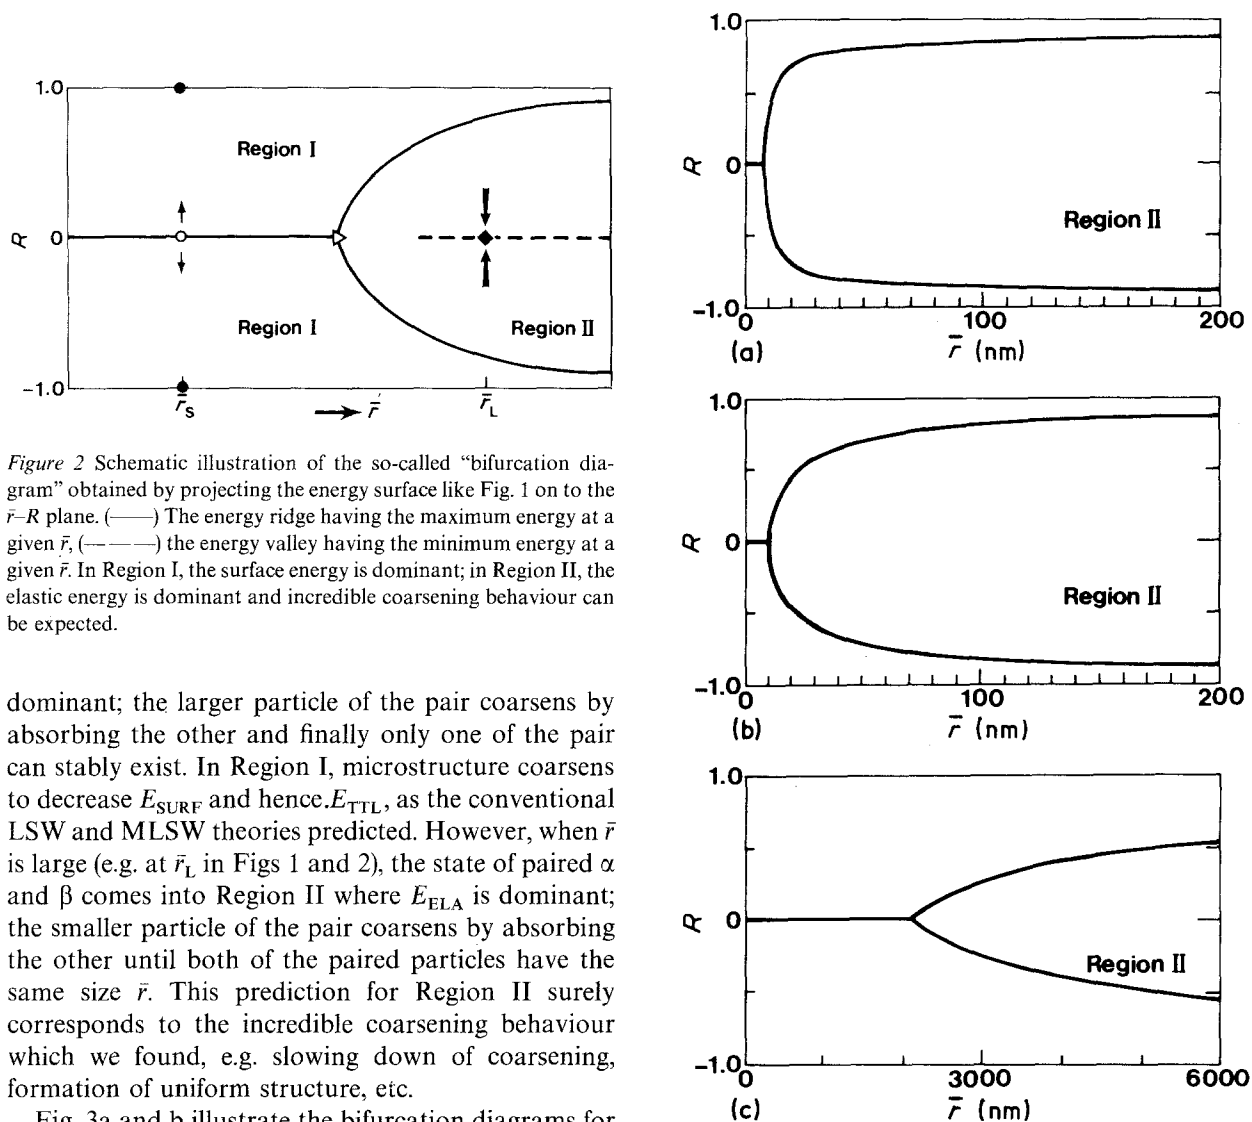 1.0
Region I
R
0
Region I
Region II
-1.0
r̄S
r̄
r̄L
Figure 2 Schematic illustration of the so-called “bifurcation dia-
gram” obtained by projecting the energy surface like Fig. 1 on to the
r̄–R plane. (——) The energy ridge having the maximum energy at a
given r̄, (— — —) the energy valley having the minimum energy at a
given r̄. In Region I, the surface energy is dominant; in Region II, the
elastic energy is dominant and incredible coarsening behaviour can
be expected.
dominant; the larger particle of the pair coarsens by
absorbing the other and finally only one of the pair
can stably exist. In Region I, microstructure coarsens
to decrease ESURF and hence.ETTL, as the conventional
LSW and MLSW theories predicted. However, when r̄
is large (e.g. at r̄L in Figs 1 and 2), the state of paired α
and β comes into Region II where EELA is dominant;
the smaller particle of the pair coarsens by absorbing
the other until both of the paired particles have the
same size r̄. This prediction for Region II surely
corresponds to the incredible coarsening behaviour
which we found, e.g. slowing down of coarsening,
formation of uniform structure, etc.
Fig. 3a and b illustrate the bifurcation diagrams for
1.0
R
0
Region II
-1.0
0 100 200
(a) r̄ (nm)
1.0
R
0
Region II
-1.0
0 100 200
(b) r̄ (nm)
1.0
R
0
Region II
-1.0
0 3000 6000
(c) r̄ (nm)